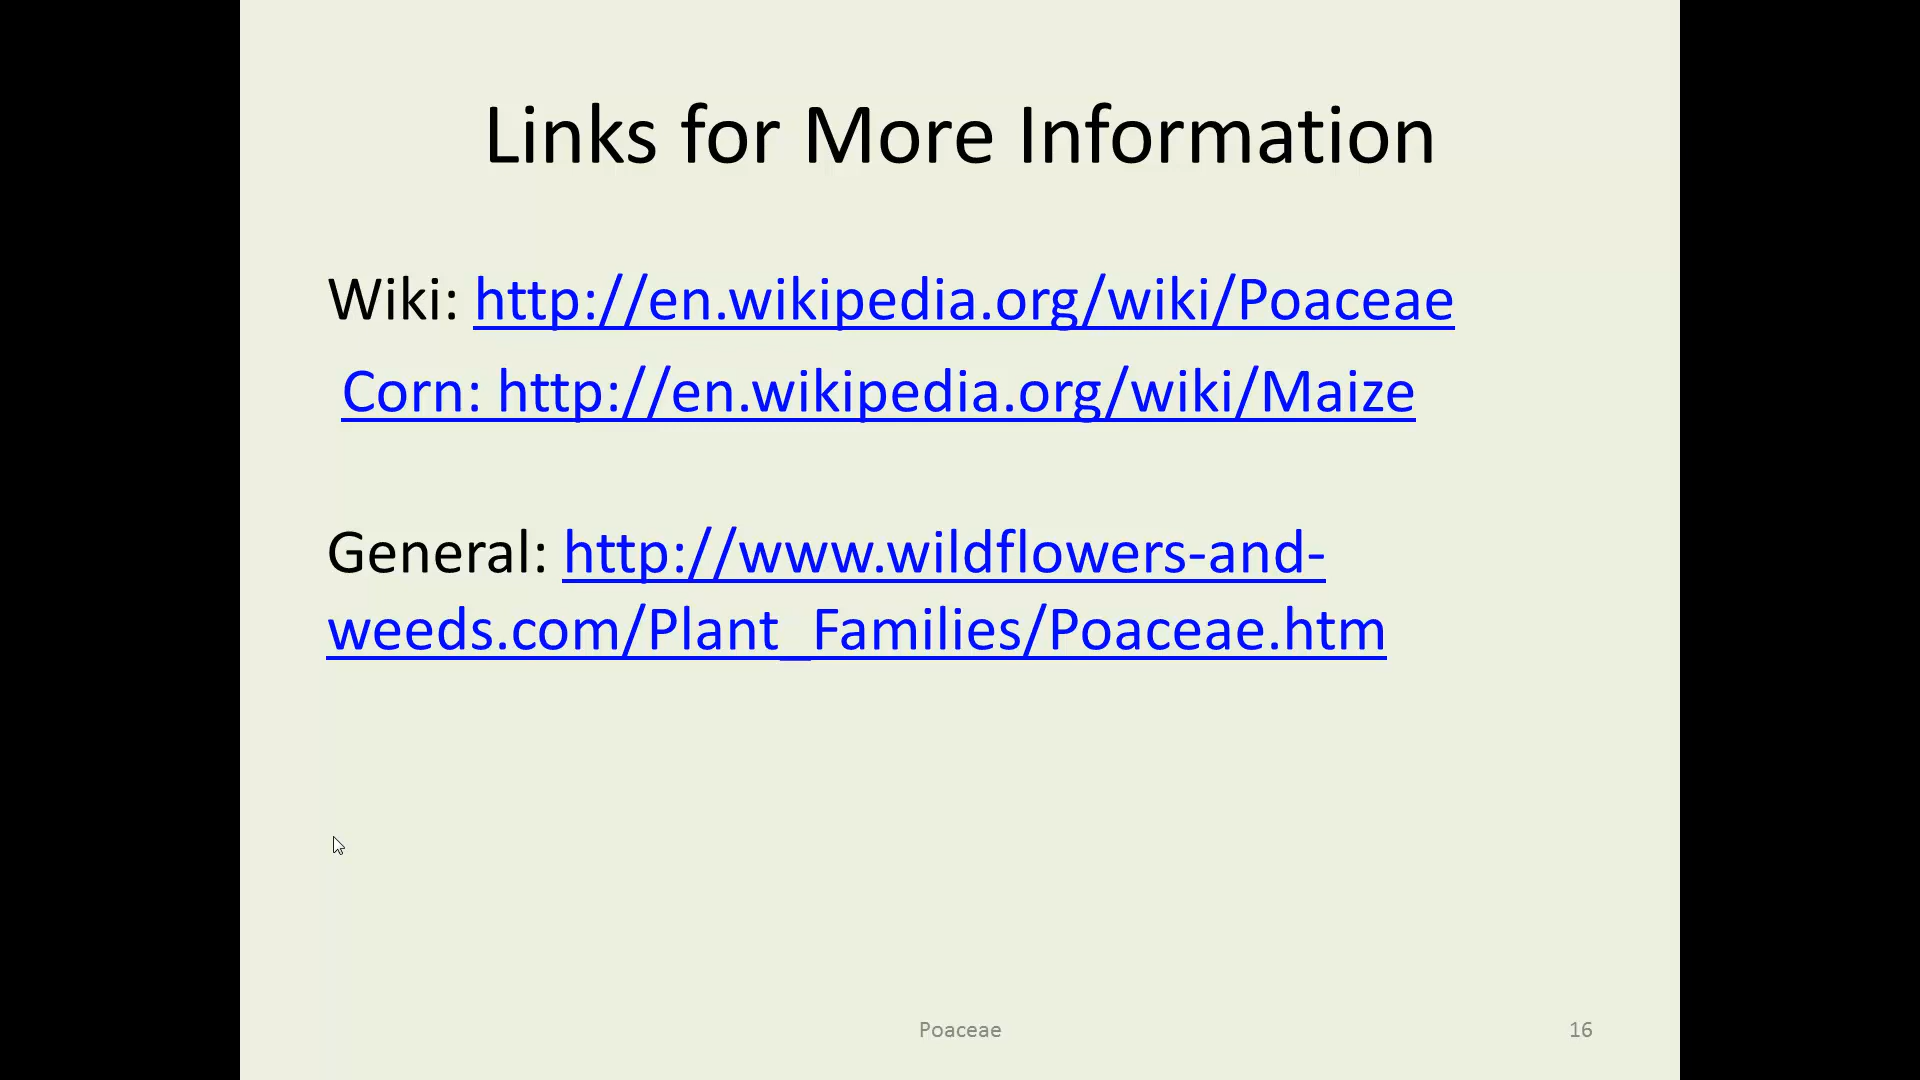 Links for More Information
Wiki: http://en.wikipedia.org/wiki/Poaceae
Corn: http://en.wikipedia.org/wiki/Maize
General: http://www.wildflowers-and-
weeds.com/Plant_Families/Poaceae.htm
Poaceae
16